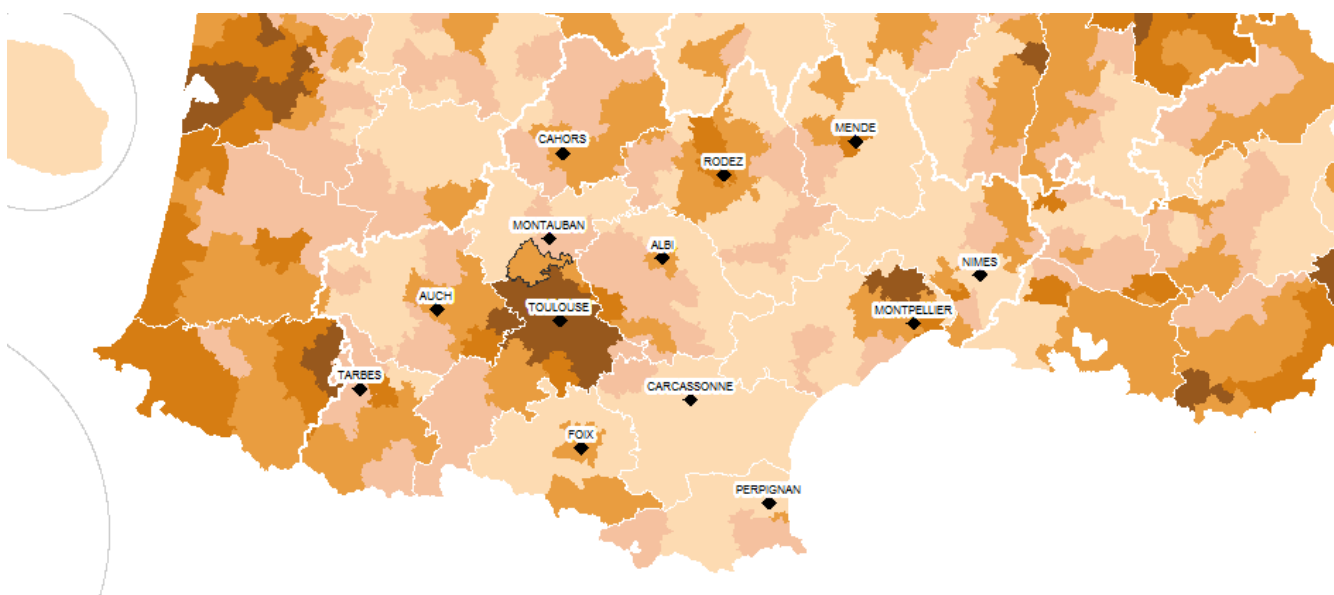 MENDE
CAHORS
RODEZ
MONTAUBAN
ALBI
NIMES
AUCH
TOULOUSE
MONTPELLIER
TARBES
CARCASSONNE
FOIX
PERPIGNAN